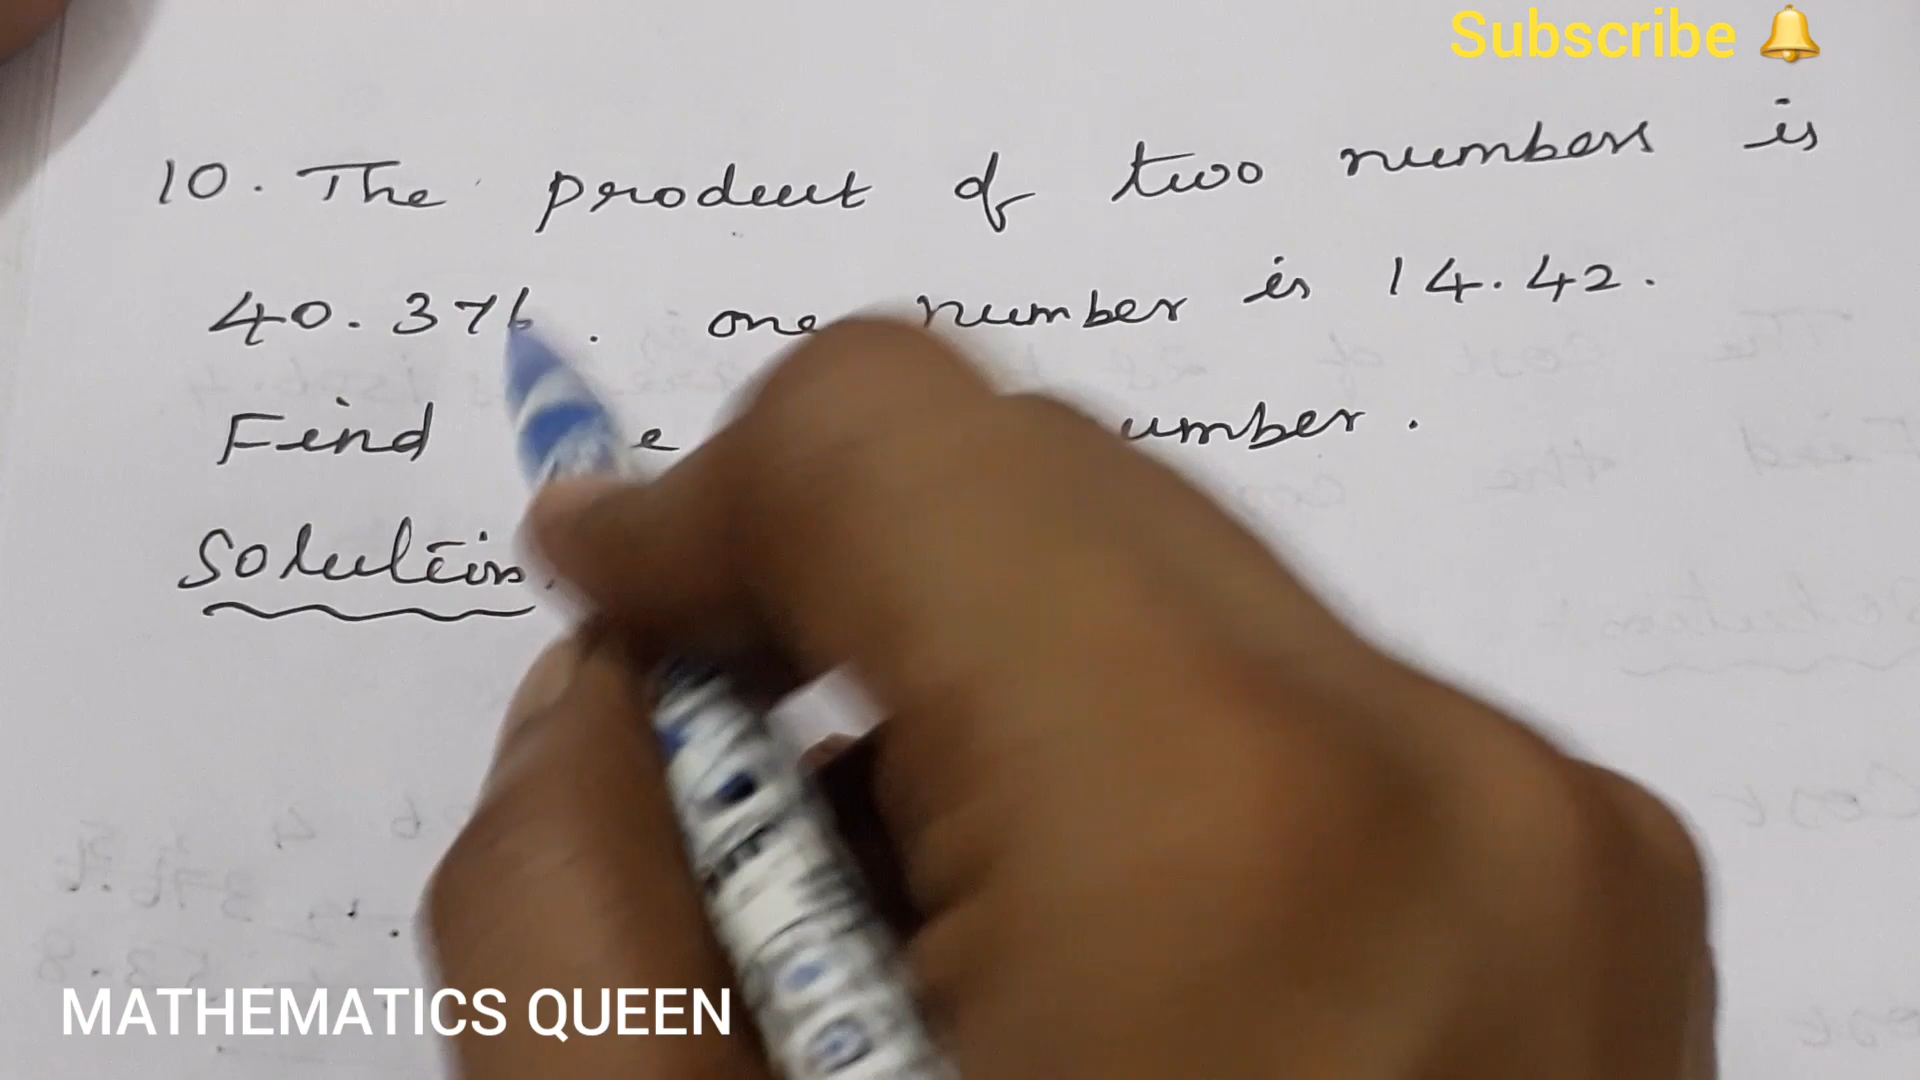 Subscribe 🔔
10. The product of two numbers is
40.376. one number is 14.42.
Find number.
Solution
MATHEMATICS QUEEN